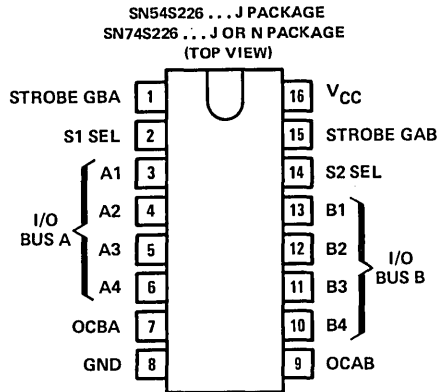 SN54S226 . . . J PACKAGE
SN74S226 . . . J OR N PACKAGE
(TOP VIEW)
STROBE GBA 1 16 VCC
S1 SEL 2 15 STROBE GAB
A1 3 14 S2 SEL
A2 4 13 B1
I/O BUS A
A3 5 12 B2
I/O BUS B
A4 6 11 B3
OCBA 7 10 B4
GND 8 9 OCAB